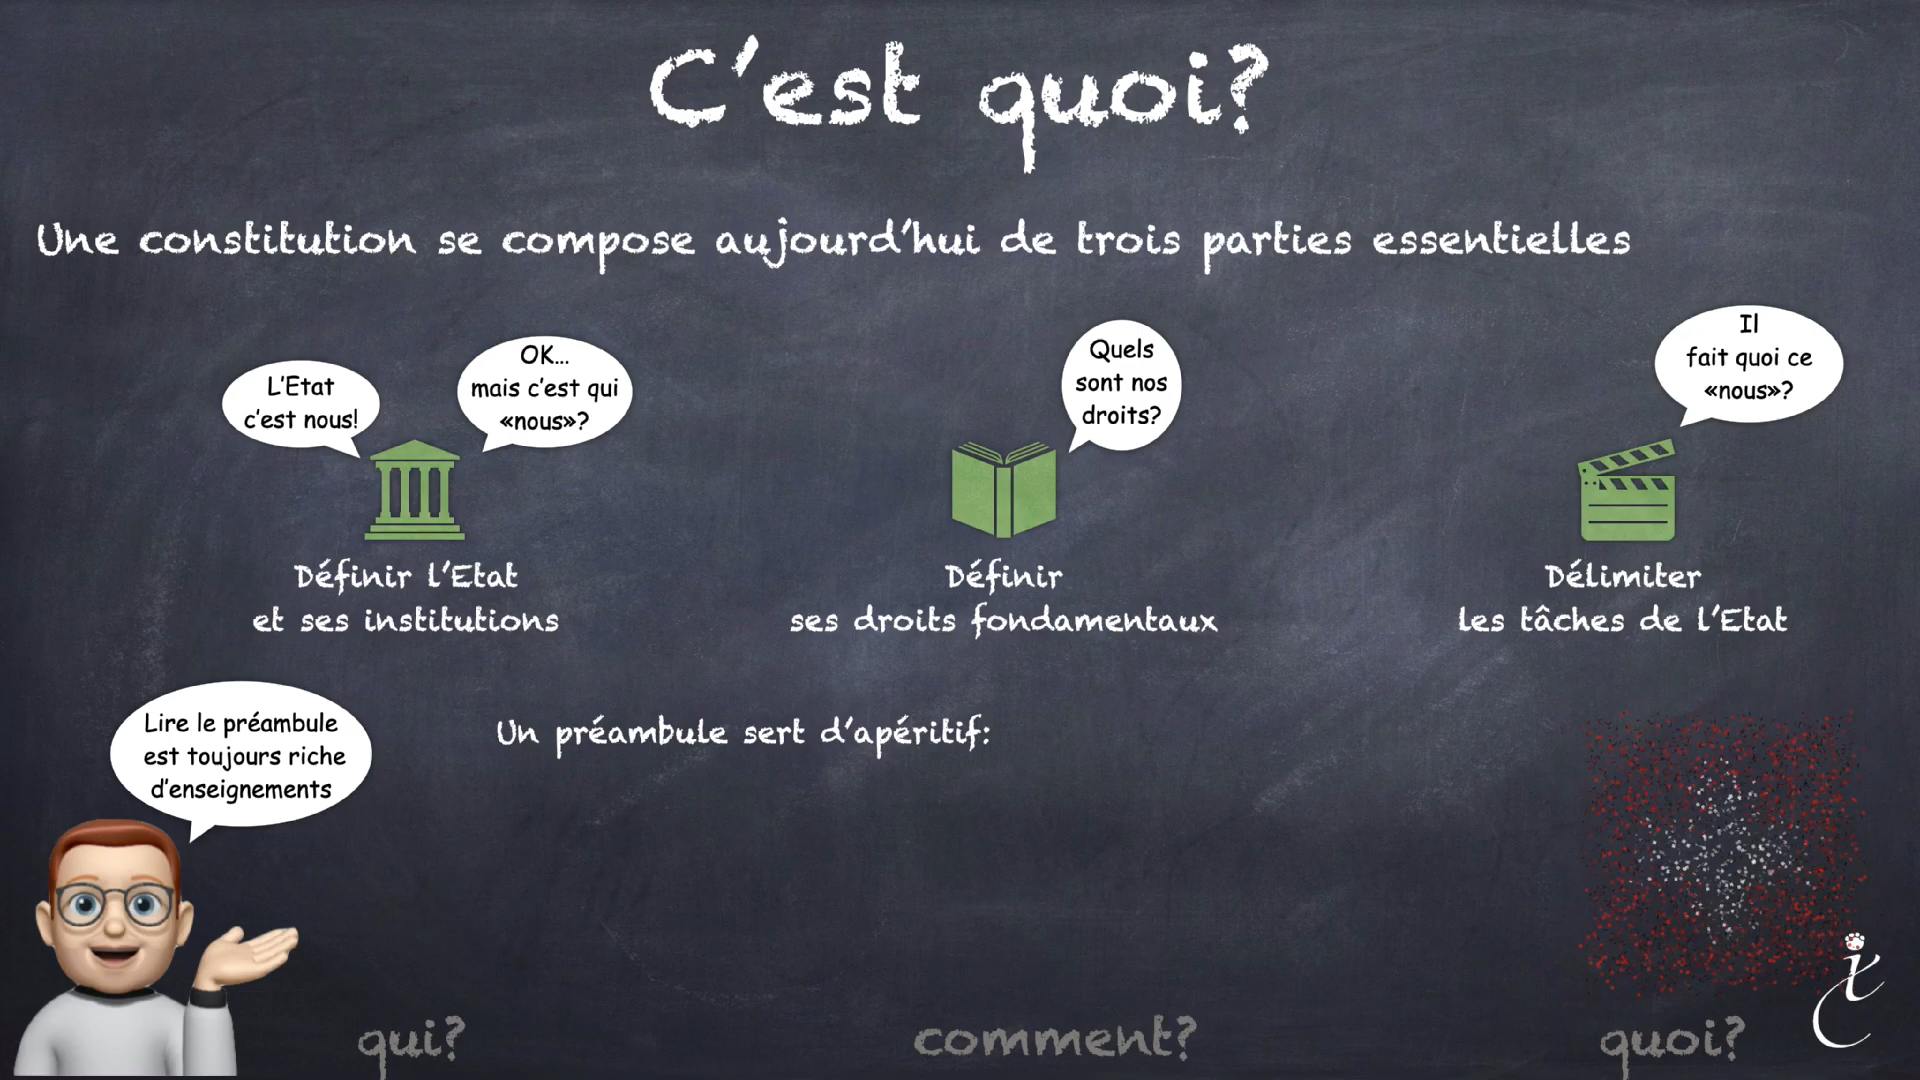 C'est quoi?
Une constitution se compose aujourd'hui de trois parties essentielles
L'Etat
c'est nous!
OK...
mais c'est qui
«nous»?
Quels
sont nos
droits?
Il
fait quoi ce
«nous»?
Définir l'Etat
et ses institutions
Définir
ses droits fondamentaux
Délimiter
les tâches de l'Etat
Lire le préambule
est toujours riche
d'enseignements
Un préambule sert d'apéritif:
qui?
comment?
quoi?